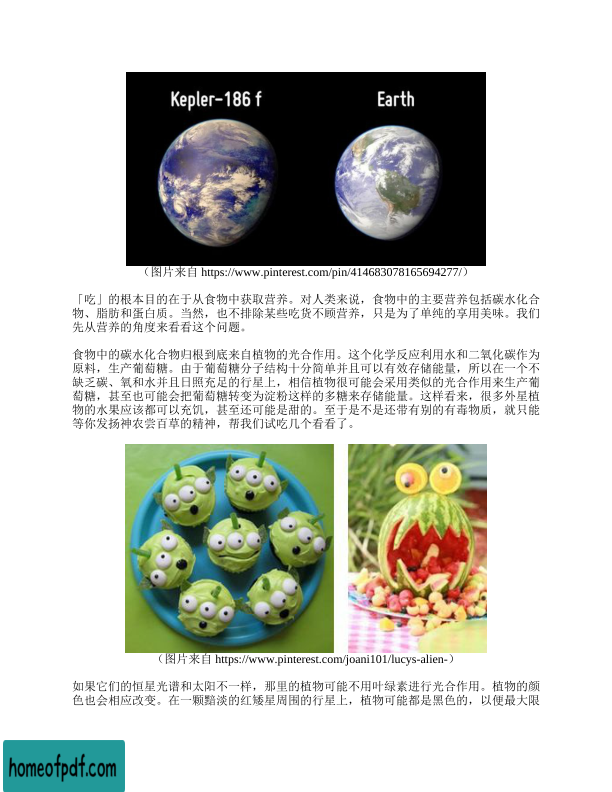 Kepler-186 f Earth
（图片来自 https://www.pinterest.com/pin/414683078165694277/）
「吃」的根本目的在于从食物中获取营养。对人类来说，食物中的主要营养包括碳水化合
物、脂肪和蛋白质。当然，也不排除某些吃货不顾营养，只是为了单纯的享用美味。我们
先从营养的角度来看看这个问题。
食物中的碳水化合物归根到底来自植物的光合作用。这个化学反应利用水和二氧化碳作为
原料，生产葡萄糖。由于葡萄糖分子结构十分简单并且可以有效存储能量，所以在一个不
缺乏碳、氧和水并且日照充足的行星上，相信植物很可能会采用类似的光合作用来生产葡
萄糖，甚至也可能会把葡萄糖转变为淀粉这样的多糖来存储能量。这样看来，很多外星植
物的水果应该都可以充饥，甚至还可能是甜的。至于是不是还带有别的有毒物质，就只能
等你发扬神农尝百草的精神，帮我们试吃几个看看了。
（图片来自 https://www.pinterest.com/joani101/lucys-alien-）
如果它们的恒星光谱和太阳不一样，那里的植物可能不用叶绿素进行光合作用。植物的颜
色也会相应改变。在一颗黯淡的红矮星周围的行星上，植物可能都是黑色的，以便最大限
homeofpdf.com